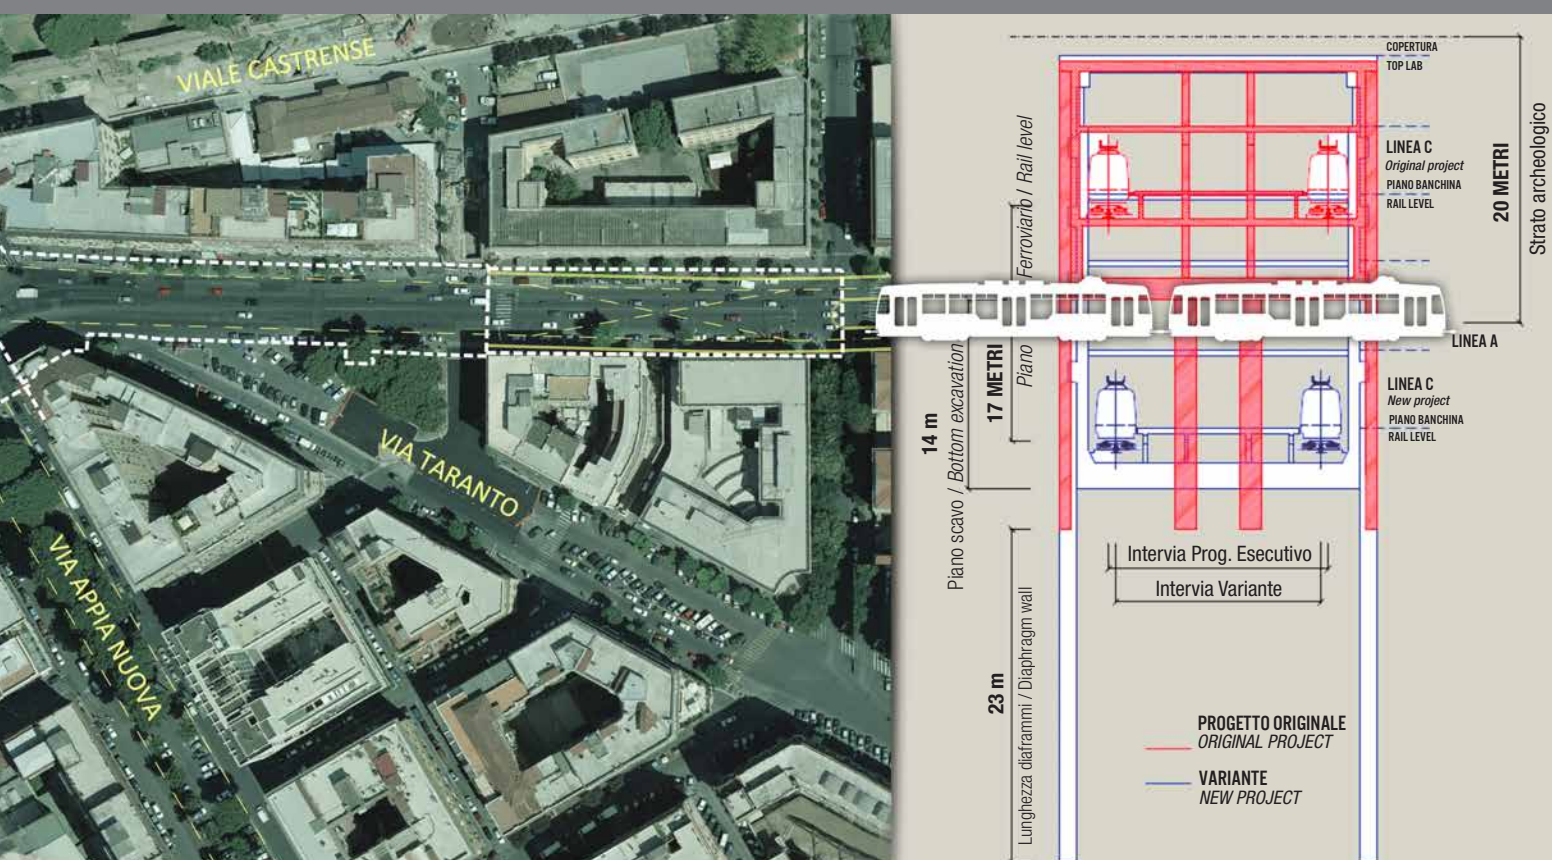 VIALE CASTRENSE
VIA TARANTO
VIA APPIA NUOVA
COPERTURA
TOP LAB
LINEA C
Original project
PIANO BANCHINA
RAIL LEVEL
20 METRI
Strato archeologico
LINEA A
LINEA C
New project
PIANO BANCHINA
RAIL LEVEL
17 METRI
Piano Ferroviario / Rail level
14 m
Piano scavo / Bottom excavation
23 m
Lunghezza diaframmi / Diaphragm wall
Intervia Prog. Esecutivo
Intervia Variante
PROGETTO ORIGINALE
ORIGINAL PROJECT
VARIANTE
NEW PROJECT